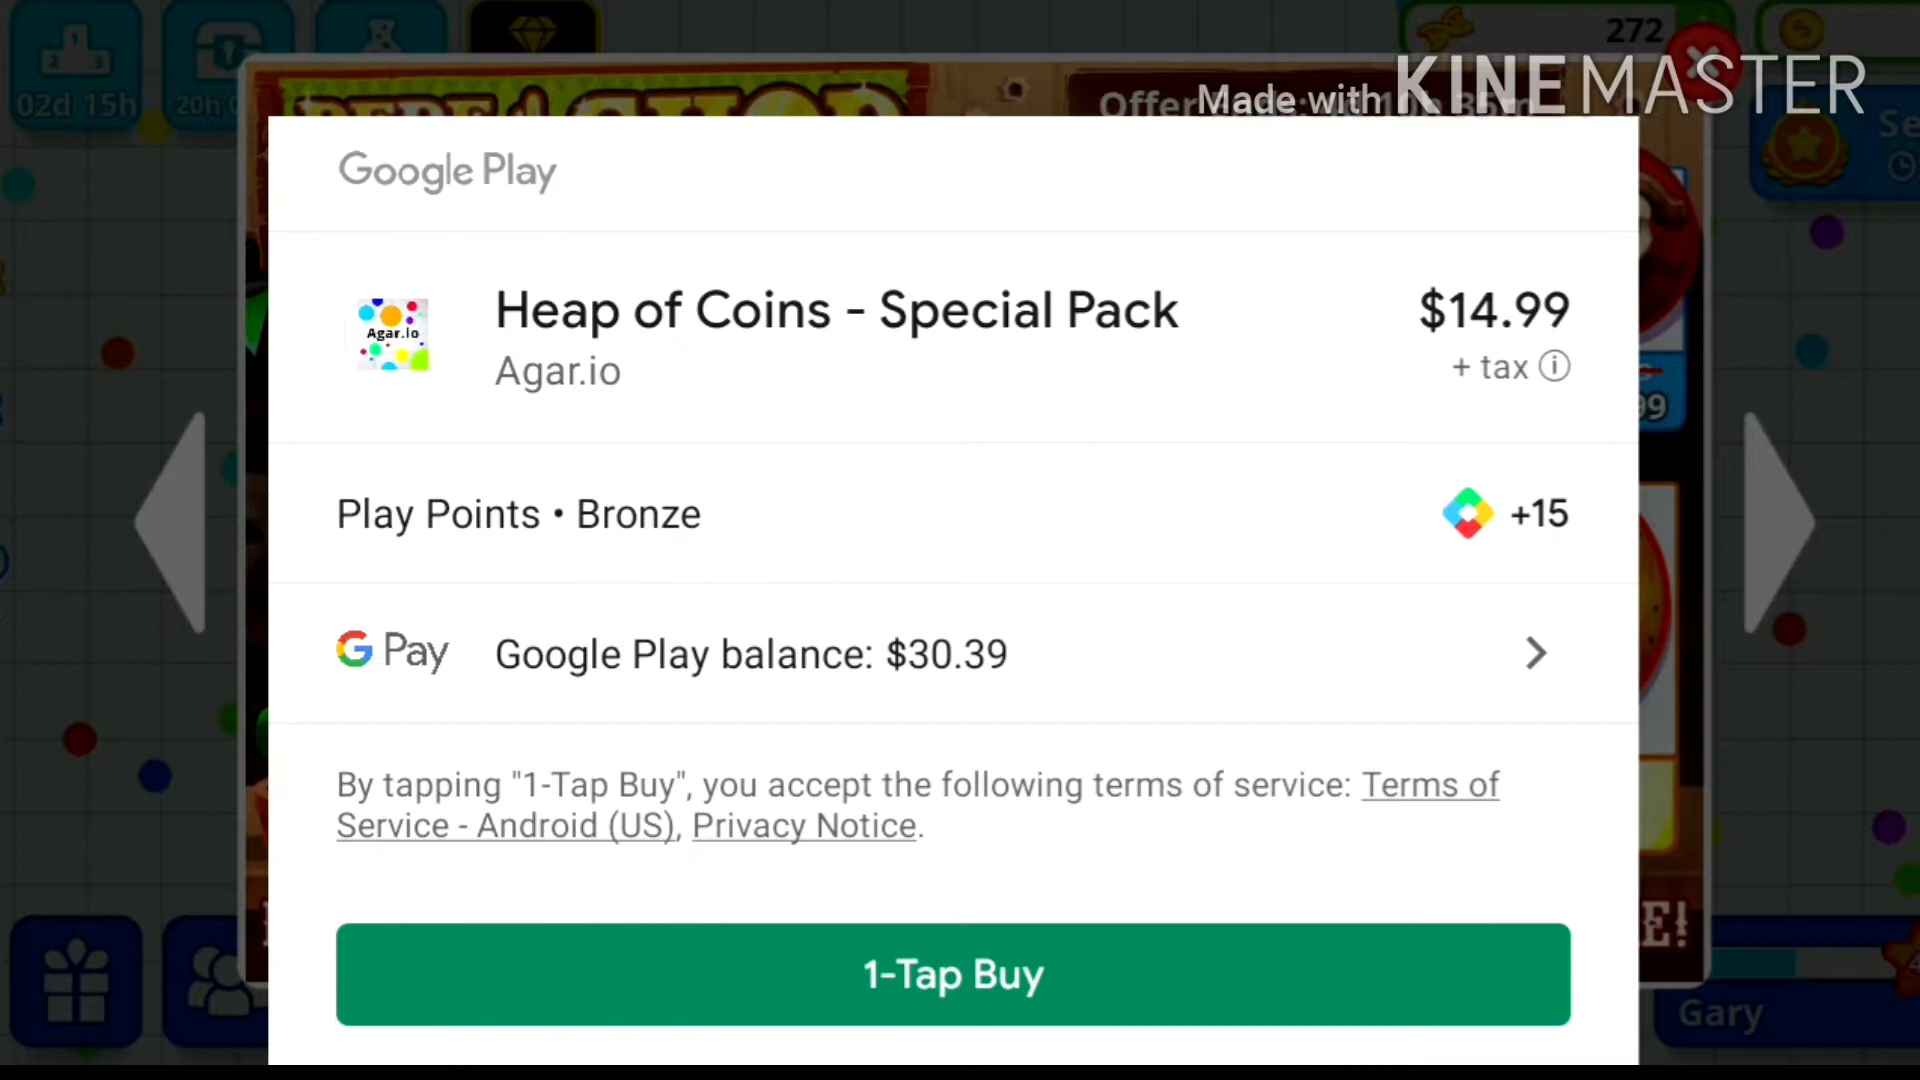 272
02d 15h
20h
Offer
Made with KINEMASTER
Google Play
Heap of Coins - Special Pack
$14.99
Agar.io
Agar.io
+ tax
Play Points • Bronze
+15
G Pay
Google Play balance: $30.39
By tapping "1-Tap Buy", you accept the following terms of service: Terms of
Service - Android (US), Privacy Notice.
1-Tap Buy
Gary